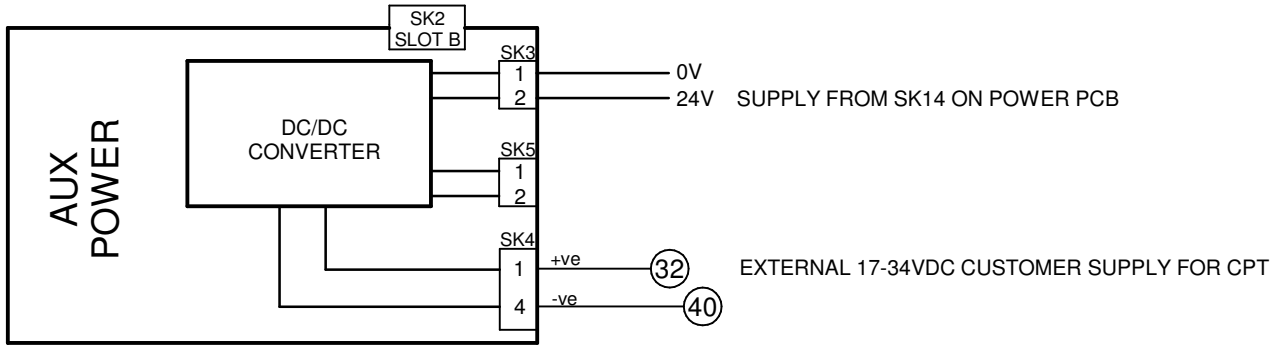 SK2
SLOT B
SK3
1 0V
2 24V SUPPLY FROM SK14 ON POWER PCB
DC/DC
CONVERTER
AUX
POWER
SK5
1
2
SK4
1 +ve 32 EXTERNAL 17-34VDC CUSTOMER SUPPLY FOR CPT
4 -ve 40